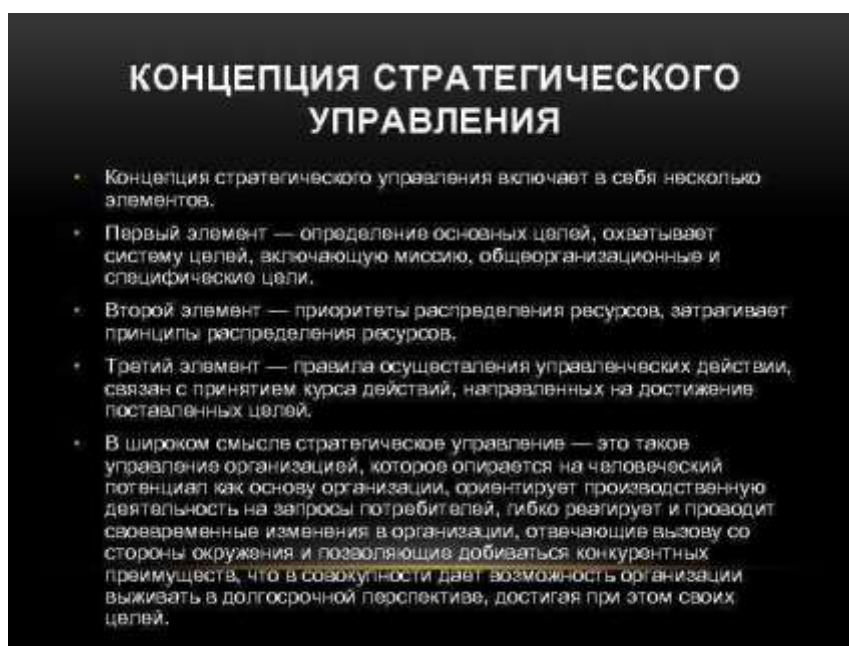 КОНЦЕПЦИЯ СТРАТЕГИЧЕСКОГО
УПРАВЛЕНИЯ
• Концепция стратегического управления включает в себя несколько
элементов.
• Первый элемент — определение основных целей, охватывает
систему целей, включающую миссию, общеорганизационные и
специфические цели.
• Второй элемент — приоритеты распределения ресурсов, затрагивает
принципы распределения ресурсов.
• Третий элемент — правила осуществления управленческих действии,
связан с принятием курса действий, направленных на достижение
поставленных целей.
• В широком смысле стратегическое управление — это такое
управление организацией, которое опирается на человеческий
потенциал как основу организации, ориентирует производственную
деятельность на запросы потребителей, гибко реагирует и проводит
своевременные изменения в организации, отвечающие вызову со
стороны окружения и позволяющие добиваться конкурентных
преимуществ, что в совокупности дает возможность организации
выживать в долгосрочной перспективе, достигая при этом своих
целей.